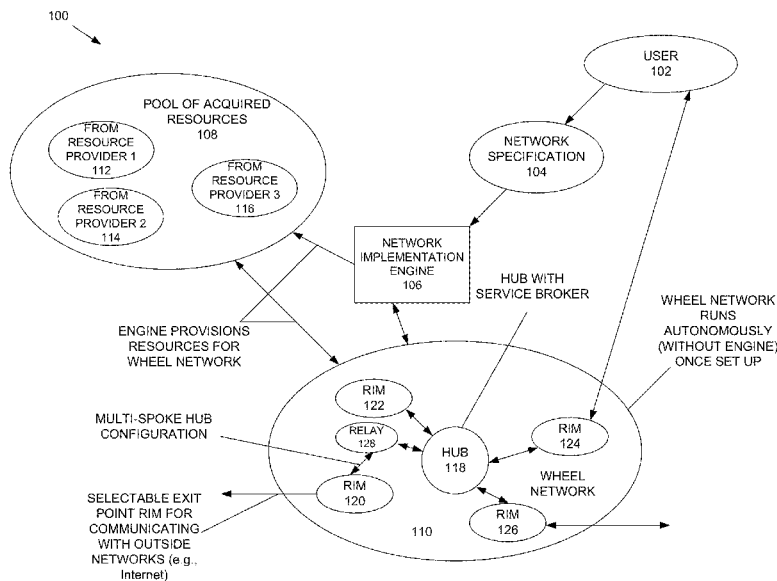 100
USER
102
POOL OF ACQUIRED
RESOURCES
108
FROM
RESOURCE
PROVIDER 1
112
FROM
RESOURCE
PROVIDER 3
116
FROM
RESOURCE
PROVIDER 2
114
NETWORK
SPECIFICATION
104
NETWORK
IMPLEMENTATION
ENGINE
106
HUB WITH
SERVICE BROKER
ENGINE PROVISIONS
RESOURCES FOR
WHEEL NETWORK
WHEEL NETWORK
RUNS
AUTONOMOUSLY
(WITHOUT ENGINE)
ONCE SET UP
MULTI-SPOKE HUB
CONFIGURATION
RIM
122
RELAY
128
HUB
118
RIM
124
RIM
120
WHEEL
NETWORK
RIM
126
110
SELECTABLE EXIT
POINT RIM FOR
COMMUNICATING
WITH OUTSIDE
NETWORKS (e.g.,
Internet)